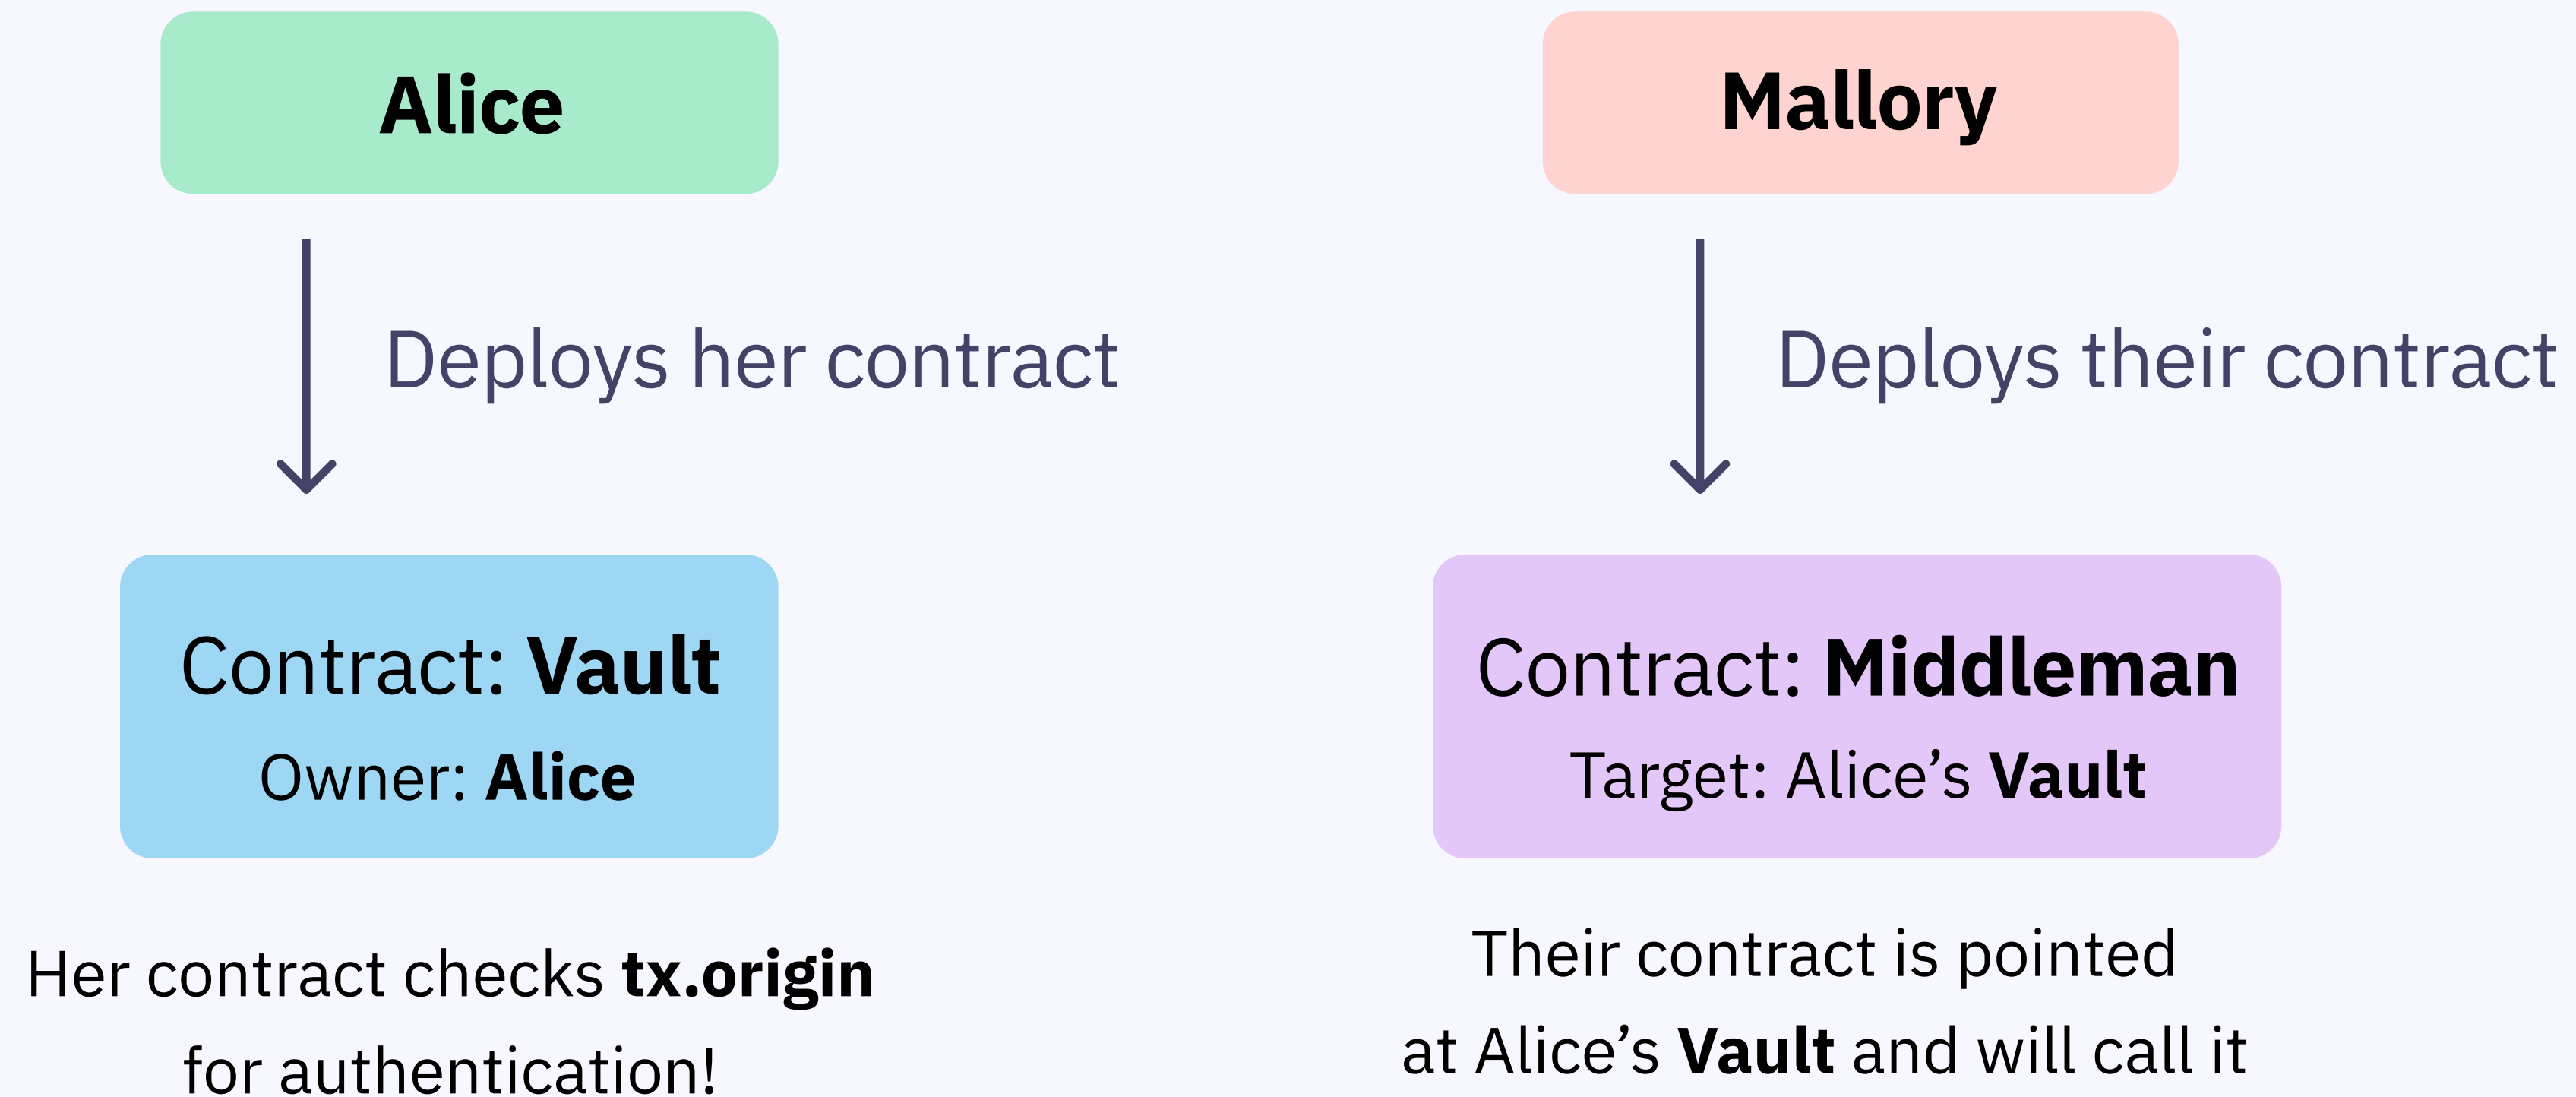 Alice
Deploys her contract
Contract: Vault
Owner: Alice
Her contract checks tx.origin
for authentication!
Mallory
Deploys their contract
Contract: Middleman
Target: Alice’s Vault
Their contract is pointed
at Alice’s Vault and will call it